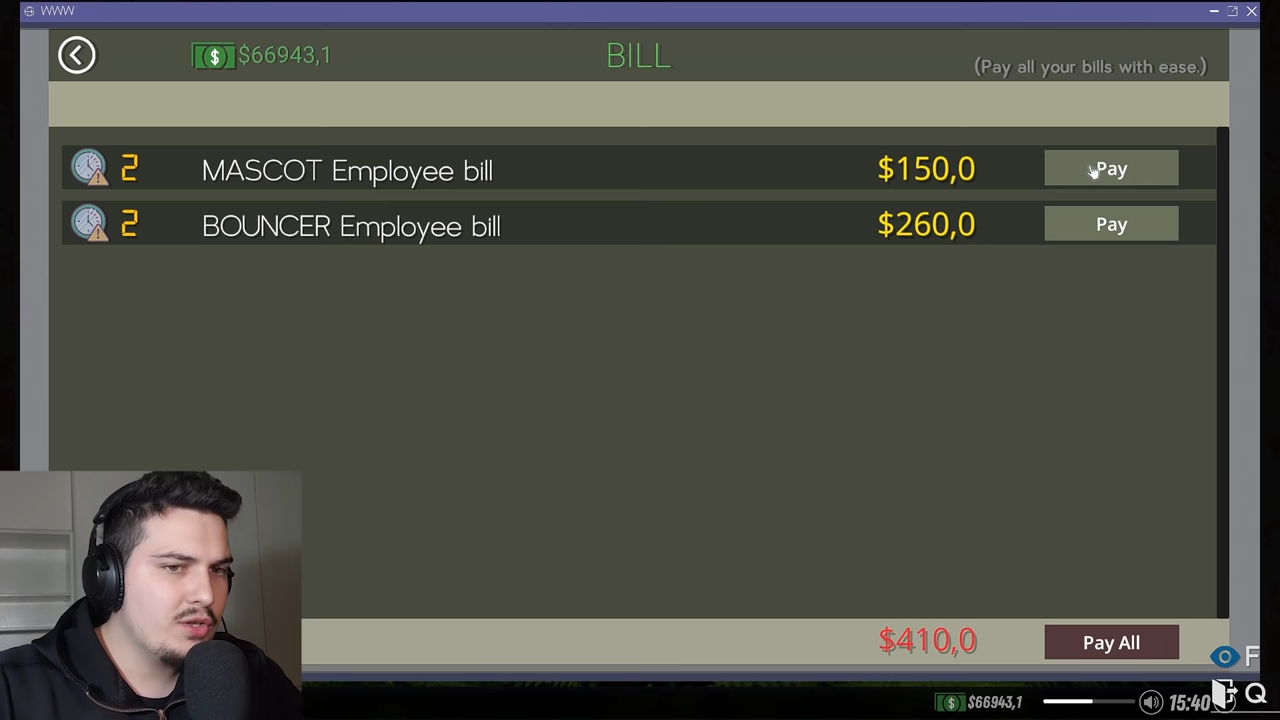 WWW
$66943,1
BILL
(Pay all your bills with ease.)
2 MASCOT Employee bill $150,0 Pay
2 BOUNCER Employee bill $260,0 Pay
$410,0 Pay All
F
$66943,1 15:40 Q